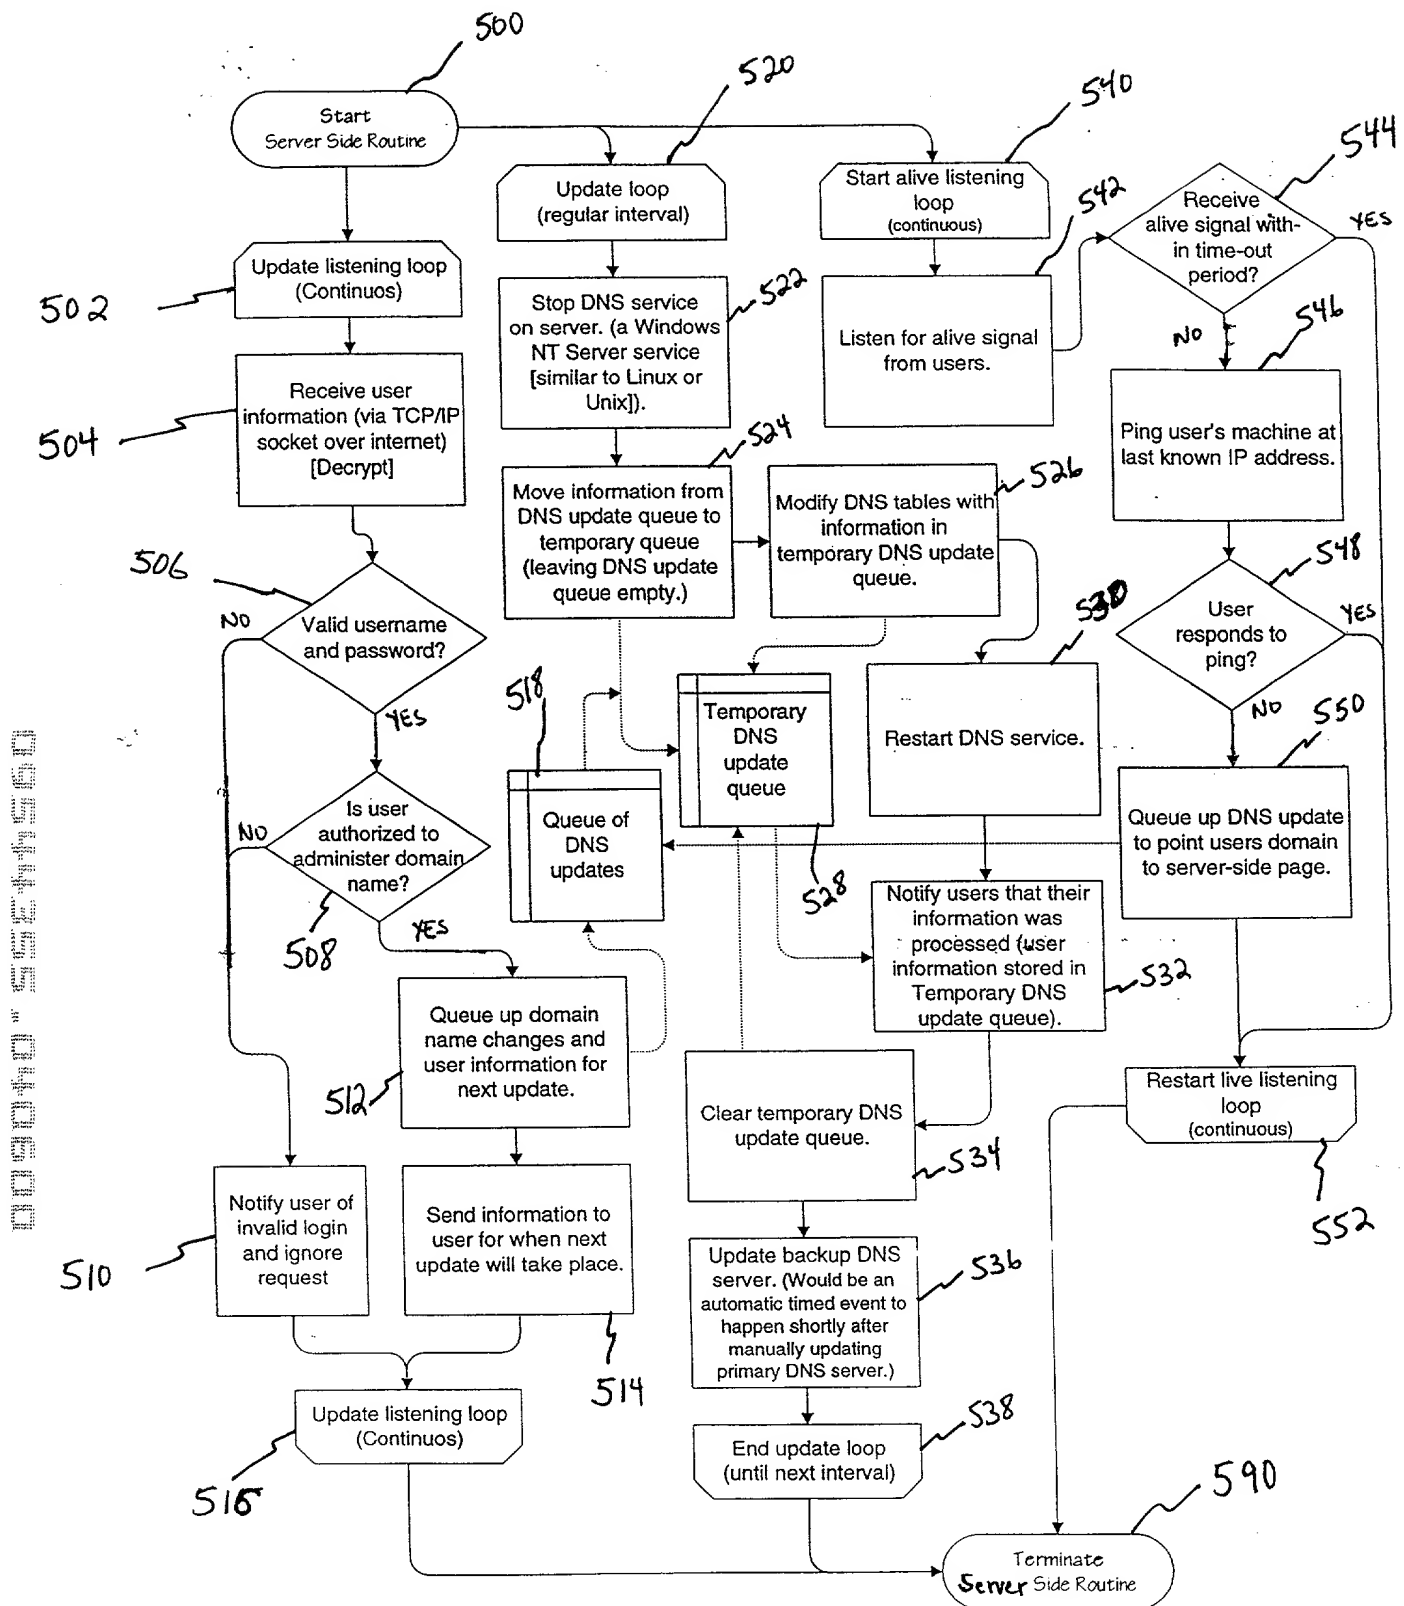 500
Start
Server Side Routine
520
Update loop
(regular interval)
540
Start alive listening
loop
(continuous)
544
Receive
alive signal with-
in time-out
period?
YES
NO
502
Update listening loop
(Continuos)
522
Stop DNS service
on server. (a Windows
NT Server service
[similar to Linux or
Unix]).
542
Listen for alive signal
from users.
546
Ping user's machine at
last known IP address.
504
Receive user
information (via TCP/IP
socket over internet)
[Decrypt]
524
Move information from
DNS update queue to
temporary queue
(leaving DNS update
queue empty.)
526
Modify DNS tables with
information in
temporary DNS update
queue.
548
User
responds to
ping?
YES
NO
506
Valid username
and password?
NO
YES
518
Queue of
DNS
updates
Temporary
DNS
update
queue
528
530
Restart DNS service.
550
Queue up DNS update
to point users domain
to server-side page.
Is user
authorized to
administer domain
name?
NO
YES
508
512
Queue up domain
name changes and
user information for
next update.
Notify users that their
information was
processed (user
information stored in
Temporary DNS
update queue).
532
Clear temporary DNS
update queue.
534
Restart live listening
loop
(continuous)
552
510
Notify user of
invalid login
and ignore
request
Send information to
user for when next
update will take place.
514
Update backup DNS
server. (Would be an
automatic timed event to
happen shortly after
manually updating
primary DNS server.)
536
Update listening loop
(Continuos)
516
End update loop
(until next interval)
538
590
Terminate
Server Side Routine
09544355.040600